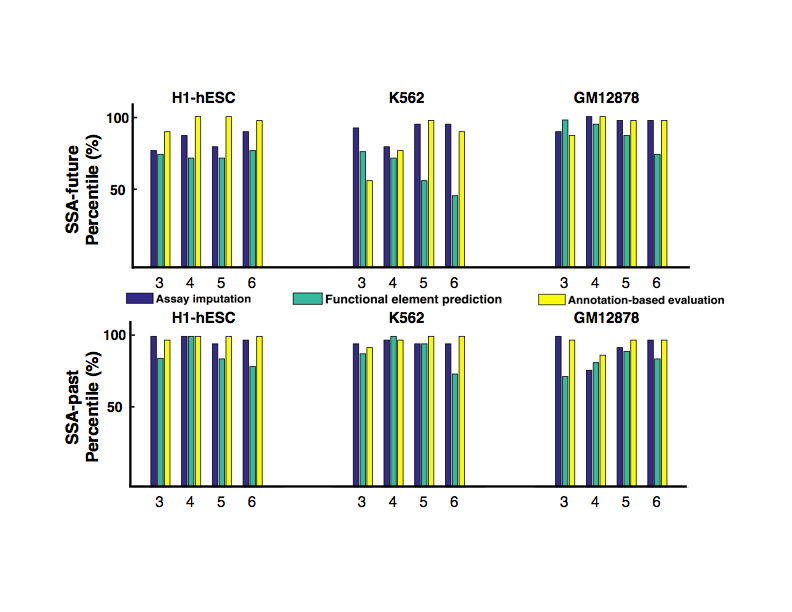 H1-hESC K562 GM12878
SSA-future
Percentile (%)
100
50
3 4 5 6 3 4 5 6 3 4 5 6
Assay imputation Functional element prediction Annotation-based evaluation
H1-hESC K562 GM12878
SSA-past
Percentile (%)
100
50
3 4 5 6 3 4 5 6 3 4 5 6